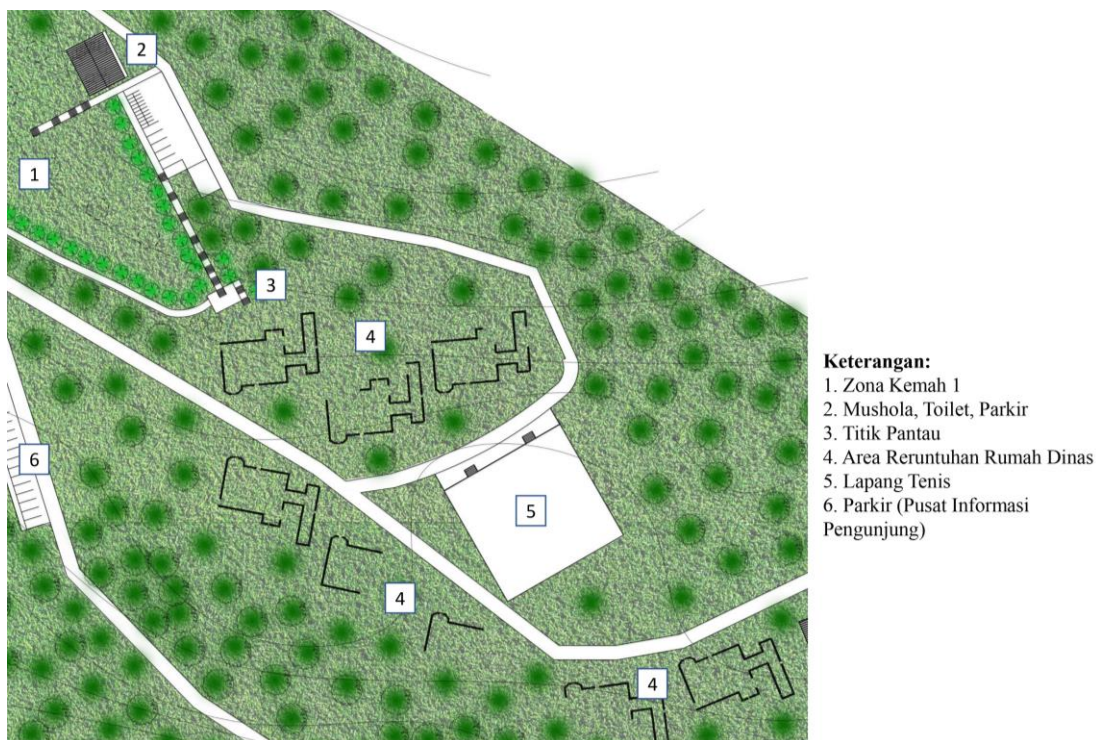 2
1
3
4
6
5
4
4
Keterangan:
1. Zona Kemah 1
2. Mushola, Toilet, Parkir
3. Titik Pantau
4. Area Reruntuhan Rumah Dinas
5. Lapang Tenis
6. Parkir (Pusat Informasi
Pengunjung)